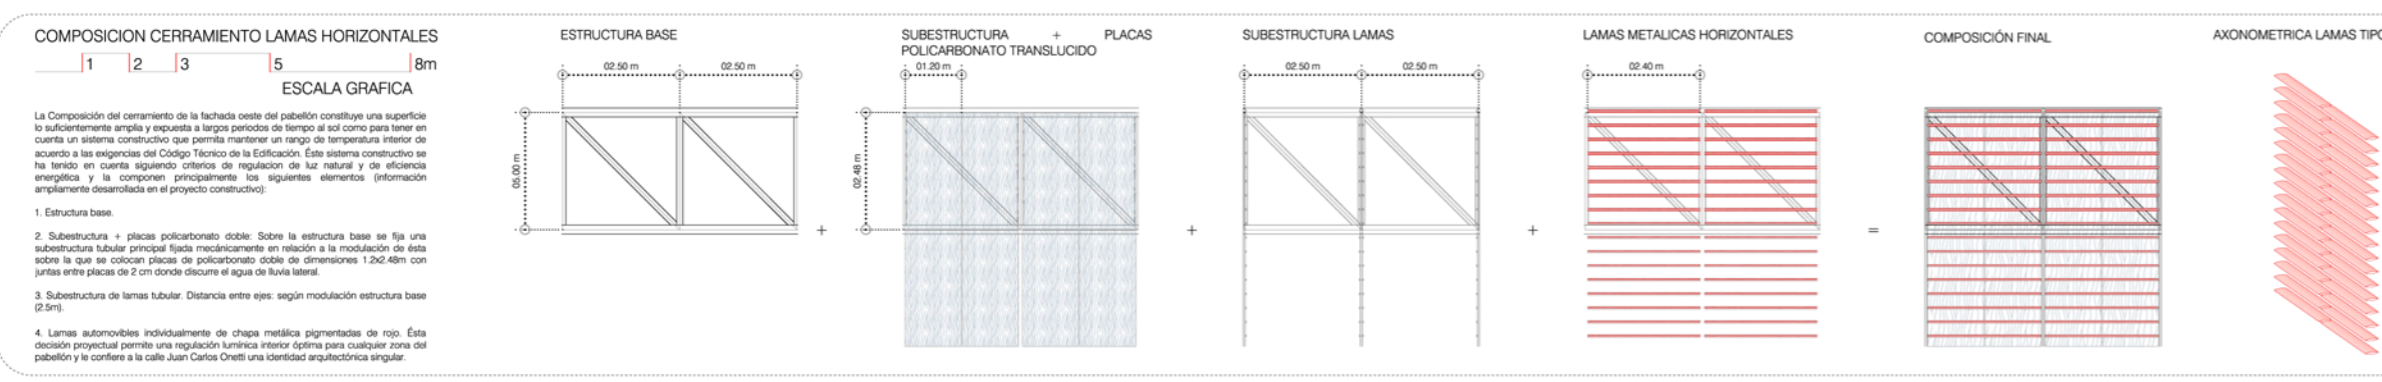 COMPOSICION CERRAMIENTO LAMAS HORIZONTALES
1 2 3 5 8m
ESCALA GRAFICA
La Composición del cerramiento de la fachada oeste del pabellón constituye una superficie
lo suficientemente amplia y expuesta a largos periodos de tiempo al sol como para tener en
cuenta un sistema constructivo que permita mantener un rango de temperatura interior de
acuerdo a las exigencias del Código Técnico de la Edificación. Éste sistema constructivo se
ha tenido en cuenta siguiendo criterios de regulacion de luz natural y de eficiencia
energética y la componen principalmente los siguientes elementos (información
ampliamente desarollada en el proyecto constructivo):
1. Estructura base.
2. Subestructura + placas policarbonato doble: Sobre la estructura base se fija una
subestructura tubular principal fijada mecánicamente en relación a la modulación de ésta
sobre la que se colocan placas de policarbonato doble de dimensiones 1.2x2.48m con
juntas entre placas de 2 cm donde discurre el agua de lluvia lateral.
3. Subestructura de lamas tubular. Distancia entre ejes: según modulación estructura base
(2.5m).
4. Lamas automovibles individualmente de chapa metálica pigmentadas de rojo. Ésta
decisión proyectual permite una regulación lumínica interior óptima para cualquier zona del
pabellón y le confiere a la calle Juan Carlos Onetti una identidad arquitectónica singular.
ESTRUCTURA BASE
02.50 m 02.50 m
05.00 m
+
SUBESTRUCTURA + PLACAS
POLICARBONATO TRANSLUCIDO
01.20 m
02.48 m
+
SUBESTRUCTURA LAMAS
02.50 m 02.50 m
+
LAMAS METALICAS HORIZONTALES
02.40 m
=
COMPOSICIÓN FINAL
AXONOMETRICA LAMAS TIPO